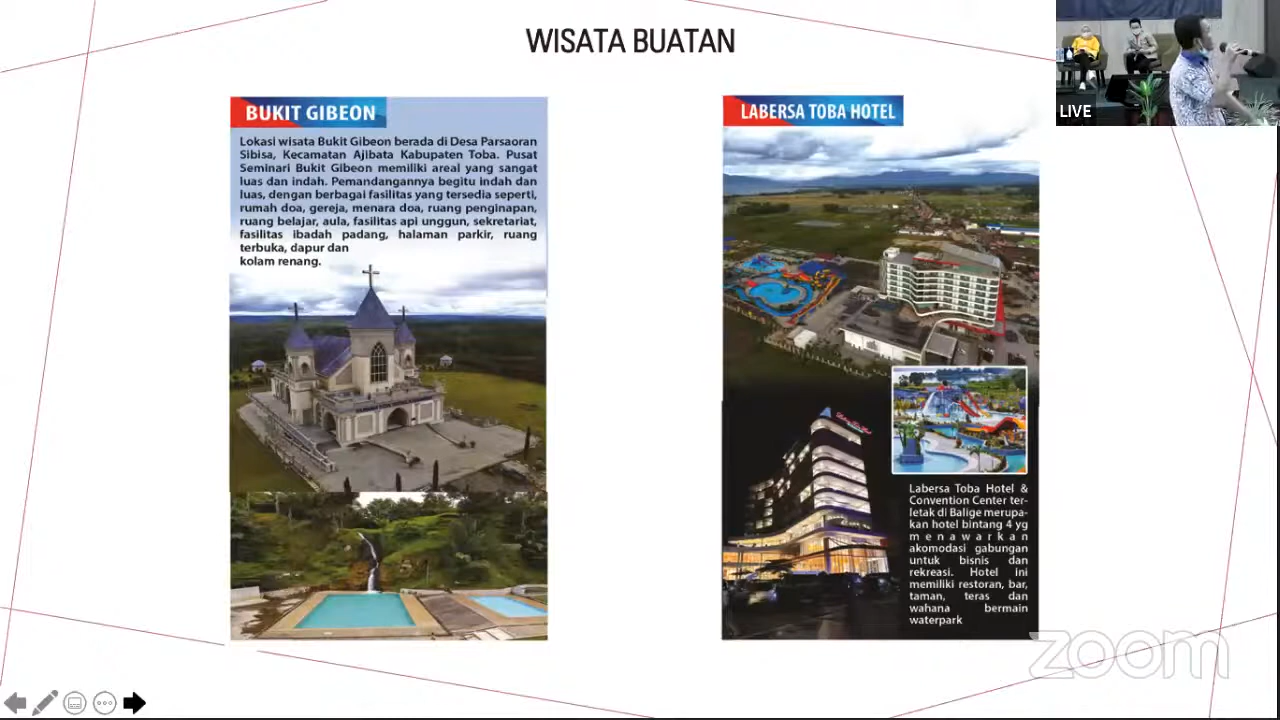 WISATA BUATAN
LIVE
BUKIT GIBEON
Lokasi wisata Bukit Gibeon berada di Desa Parsaoran
Sibisa, Kecamatan Ajibata Kabupaten Toba. Pusat
Seminari Bukit Gibeon memiliki areal yang sangat
luas dan indah. Pemandangannya begitu indah dan
luas, dengan berbagai fasilitas yang tersedia seperti,
rumah doa, gereja, menara doa, ruang penginapan,
ruang belajar, aula, fasilitas api unggun, sekretariat,
fasilitas ibadah padang, halaman parkir, ruang
terbuka, dapur dan
kolam renang.
LABERSA TOBA HOTEL
Labersa Toba Hotel &
Convention Center ter-
letak di Balige merupa-
kan hotel bintang 4 yg
menawarkan
akomodasi gabungan
untuk bisnis dan
rekreasi. Hotel ini
memiliki restoran, bar,
taman, teras dan
wahana bermain
waterpark
zoom